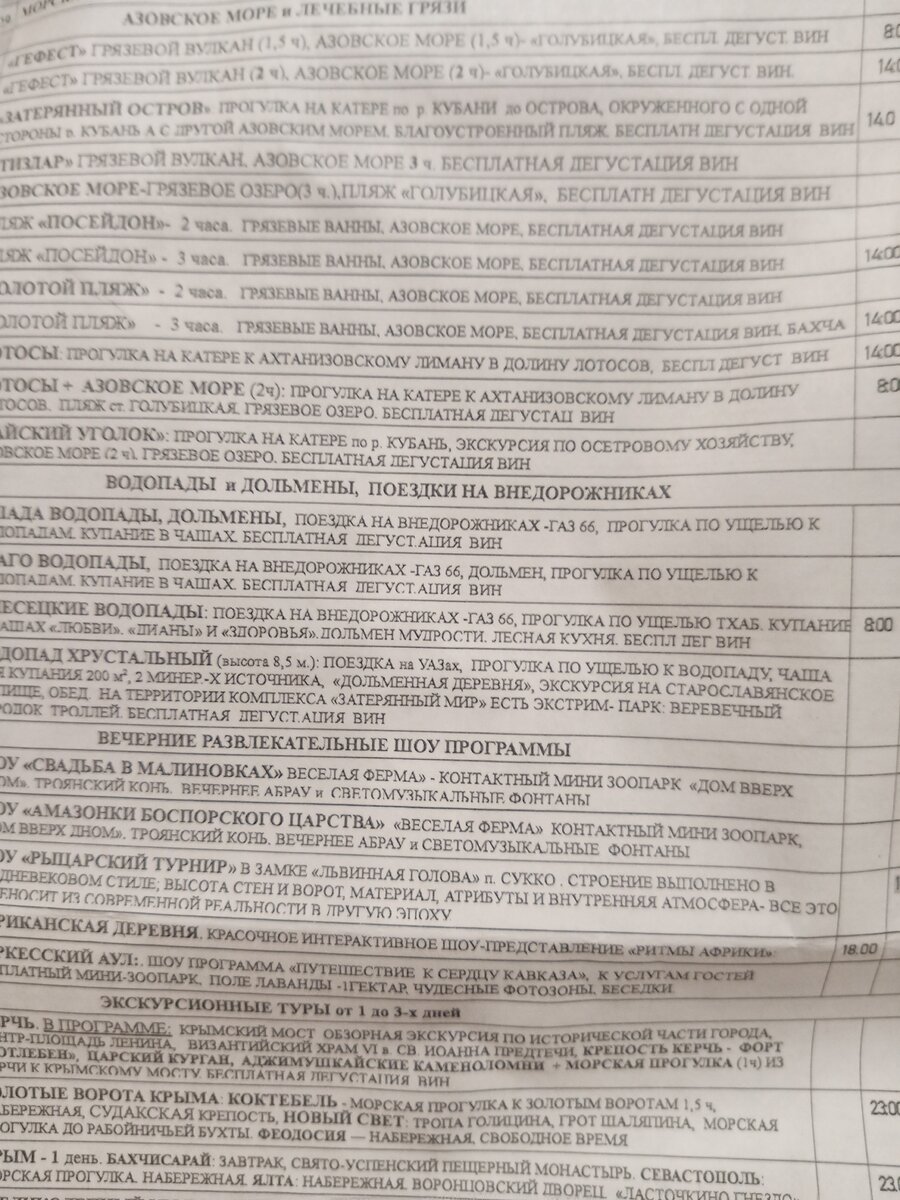 АЗОВСКОЕ МОРЕ и ЛЕЧЕБНЫЕ ГРЯЗИ
«ГЕФЕСТ» ГРЯЗЕВОЙ ВУЛКАН (1,5 ч), АЗОВСКОЕ МОРЕ (1,5 ч)- «ГОЛУБИЦКАЯ», БЕСПЛ. ДЕГУСТ. ВИН 8:0
«ГЕФЕСТ» ГРЯЗЕВОЙ ВУЛКАН (2 ч), АЗОВСКОЕ МОРЕ (2 ч)- «ГОЛУБИЦКАЯ», БЕСПЛ. ДЕГУСТ ВИН. 14:
«ЗАТЕРЯННЫЙ ОСТРОВ» ПРОГУЛКА НА КАТЕРЕ по р. КУБАНИ до ОСТРОВА, ОКРУЖЕННОГО С ОДНОЙ
СТОРОНЫ р. КУБАНЬ А С ДРУГОЙ АЗОВСКИМ МОРЕМ. БЛАГОУСТРОЕННЫЙ ПЛЯЖ. БЕСПЛАТН ДЕГУСТАЦИЯ ВИН 14.0
ТИЗДАР» ГРЯЗЕВОЙ ВУЛКАН. АЗОВСКОЕ МОРЕ 3 ч. БЕСПЛАТНАЯ ДЕГУСТАЦИЯ ВИН
ЗОВСКОЕ МОРЕ-ГРЯЗЕВОЕ ОЗЕРО(3 ч.),ПЛЯЖ «ГОЛУБИЦКАЯ», БЕСПЛАТН ДЕГУСТАЦИЯ ВИН
ЛЯЖ «ПОСЕЙДОН»- 2 часа. ГРЯЗЕВЫЕ ВАННЫ, АЗОВСКОЕ МОРЕ, БЕСПЛАТНАЯ ДЕГУСТАЦИЯ ВИН
ЛЯЖ «ПОСЕЙДОН» - 3 часа. ГРЯЗЕВЫЕ ВАННЫ, АЗОВСКОЕ МОРЕ, БЕСПЛАТНАЯ ДЕГУСТАЦИЯ ВИН 14:00
ОЛОТОЙ ПЛЯЖ» - 2 часа. ГРЯЗЕВЫЕ ВАННЫ, АЗОВСКОЕ МОРЕ, БЕСПЛАТНАЯ ДЕГУСТАЦИЯ ВИН
ОЛОТОЙ ПЛЯЖ» - 3 часа. ГРЯЗЕВЫЕ ВАННЫ, АЗОВСКОЕ МОРЕ, БЕСПЛАТНАЯ ДЕГУСТАЦИЯ ВИН. БАХЧА 14:00
ОТОСЫ: ПРОГУЛКА НА КАТЕРЕ К АХТАНИЗОВСКОМУ ЛИМАНУ В ДОЛИНУ ЛОТОСОВ, БЕСПЛ ДЕГУСТ ВИН 14:00
ОТОСЫ + АЗОВСКОЕ МОРЕ (2ч): ПРОГУЛКА НА КАТЕРЕ К АХТАНИЗОВСКОМУ ЛИМАНУ В ДОЛИНУ 8:0
ТОСОВ. ПЛЯЖ ст. ГОЛУБИЦКАЯ. ГРЯЗЕВОЕ ОЗЕРО. БЕСПЛАТНАЯ ДЕГУСТАЦ ВИН
АЙСКИЙ УГОЛОК»: ПРОГУЛКА НА КАТЕРЕ по р. КУБАНЬ, ЭКСКУРСИЯ ПО ОСЕТРОВОМУ ХОЗЯЙСТВУ,
ОВСКОЕ МОРЕ (2 ч). ГРЯЗЕВОЕ ОЗЕРО. БЕСПЛАТНАЯ ДЕГУСТАЦИЯ ВИН
ВОДОПАДЫ и ДОЛЬМЕНЫ, ПОЕЗДКИ НА ВНЕДОРОЖНИКАХ
ПАДА ВОДОПАДЫ, ДОЛЬМЕНЫ, ПОЕЗДКА НА ВНЕДОРОЖНИКАХ -ГАЗ 66, ПРОГУЛКА ПО УЩЕЛЬЮ К
ДОПАДАМ. КУПАНИЕ В ЧАШАХ. БЕСПЛАТНАЯ ДЕГУСТАЦИЯ ВИН
АГО ВОДОПАДЫ, ПОЕЗДКА НА ВНЕДОРОЖНИКАХ -ГАЗ 66, ДОЛЬМЕН, ПРОГУЛКА ПО УЩЕЛЬЮ К
ДОПАДАМ. КУПАНИЕ В ЧАШАХ. БЕСПЛАТНАЯ ДЕГУСТАЦИЯ ВИН
ЕСЕЦКИЕ ВОДОПАДЫ: ПОЕЗДКА НА ВНЕДОРОЖНИКАХ -ГАЗ 66, ПРОГУЛКА ПО УЩЕЛЬЮ ТХАБ. КУПАНИЕ 8:00
ЧАШАХ «ЛЮБВИ», «ДИАНЫ» И «ЗДОРОВЬЯ».ДОЛЬМЕН МУДРОСТИ. ЛЕСНАЯ КУХНЯ. БЕСПЛ ДЕГ ВИН
ДОПАД ХРУСТАЛЬНЫЙ (высота 8,5 м.): ПОЕЗДКА на УАЗах, ПРОГУЛКА ПО УЩЕЛЬЮ К ВОДОПАДУ, ЧАША
Я КУПАНИЯ 200 м², 2 МИНЕР.-Х ИСТОЧНИКА, «ДОЛЬМЕННАЯ ДЕРЕВНЯ», ЭКСКУРСИЯ НА СТАРОСЛАВЯНСКОЕ
ПИЩЕ, ОБЕД. НА ТЕРРИТОРИИ КОМПЛЕКСА «ЗАТЕРЯННЫЙ МИР» ЕСТЬ ЭКСТРИМ- ПАРК: ВЕРЕВЕЧНЫЙ
РОДОК ТРОЛЛЕЙ. БЕСПЛАТНАЯ ДЕГУСТАЦИЯ ВИН
ВЕЧЕРНИЕ РАЗВЛЕКАТЕЛЬНЫЕ ШОУ ПРОГРАММЫ
ОУ «СВАДЬБА В МАЛИНОВКАХ» ВЕСЕЛАЯ ФЕРМА» - КОНТАКТНЫЙ МИНИ ЗООПАРК «ДОМ ВВЕРХ
ОМ». ТРОЯНСКИЙ КОНЬ. ВЕЧЕРНЕЕ АБРАУ и СВЕТОМУЗЫКАЛЬНЫЕ ФОНТАНЫ
ОУ «АМАЗОНКИ БОСПОРСКОГО ЦАРСТВА» «ВЕСЕЛАЯ ФЕРМА» КОНТАКТНЫЙ МИНИ ЗООПАРК,
ОМ ВВЕРХ ДНОМ». ТРОЯНСКИЙ КОНЬ. ВЕЧЕРНЕЕ АБРАУ и СВЕТОМУЗЫКАЛЬНЫЕ ФОНТАНЫ
ОУ «РЫЦАРСКИЙ ТУРНИР» В ЗАМКЕ «ЛЬВИННАЯ ГОЛОВА» п. СУККО . СТРОЕНИЕ ВЫПОЛНЕНО В
ДНЕВЕКОВОМ СТИЛЕ; ВЫСОТА СТЕН И ВОРОТ, МАТЕРИАЛ, АТРИБУТЫ И ВНУТРЕННЯЯ АТМОСФЕРА- ВСЕ ЭТО
ЕНОСИТ ИЗ СОВРЕМЕННОЙ РЕАЛЬНОСТИ В ДРУГУЮ ЭПОХУ
РИКАНСКАЯ ДЕРЕВНЯ. КРАСОЧНОЕ ИНТЕРАКТИВНОЕ ШОУ-ПРЕДСТАВЛЕНИЕ «РИТМЫ АФРИКИ» 18.00
РКЕССКИЙ АУЛ:. ШОУ ПРОГРАММА «ПУТЕШЕСТВИЕ К СЕРДЦУ КАВКАЗА», К УСЛУГАМ ГОСТЕЙ
ПЛАТНЫЙ МИНИ-ЗООПАРК, ПОЛЕ ЛАВАНДЫ -1ГЕКТАР, ЧУДЕСНЫЕ ФОТОЗОНЫ, БЕСЕДКИ.
ЭКСКУРСИОННЫЕ ТУРЫ от 1 до 3-х дней
РЧЬ. В ПРОГРАММЕ: КРЫМСКИЙ МОСТ ОБЗОРНАЯ ЭКСКУРСИЯ ПО ИСТОРИЧЕСКОЙ ЧАСТИ ГОРОДА,
НТР-ПЛОЩАДЬ ЛЕНИНА, ВИЗАНТИЙСКИЙ ХРАМ VI в. СВ. ИОАННА ПРЕДТЕЧИ, КРЕПОСТЬ КЕРЧЬ - ФОРТ
ОТЛЕБЕН», ЦАРСКИЙ КУРГАН, АДЖИМУШКАЙСКИЕ КАМЕНОЛОМНИ + МОРСКАЯ ПРОГУЛКА (1ч) ИЗ
РЧИ К КРЫМСКОМУ МОСТУ. БЕСПЛАТНАЯ ДЕГУСТАЦИЯ ВИН
ОЛОТЫЕ ВОРОТА КРЫМА: КОКТЕБЕЛЬ - МОРСКАЯ ПРОГУЛКА К ЗОЛОТЫМ ВОРОТАМ 1,5 ч, 23:00
АБЕРЕЖНАЯ, СУДАКСКАЯ КРЕПОСТЬ, НОВЫЙ СВЕТ: ТРОПА ГОЛИЦИНА, ГРОТ ШАЛЯПИНА, МОРСКАЯ
РОГУЛКА ДО РАБОЙНИЧЬЕЙ БУХТЫ. ФЕОДОСИЯ — НАБЕРЕЖНАЯ, СВОБОДНОЕ ВРЕМЯ
РЫМ - 1 день. БАХЧИСАРАЙ: ЗАВТРАК, СВЯТО-УСПЕНСКИЙ ПЕЩЕРНЫЙ МОНАСТЫРЬ. СЕВАСТОПОЛЬ: 23.0
ОРСКАЯ ПРОГУЛКА. НАБЕРЕЖНАЯ. ЯЛТА: НАБЕРЕЖНАЯ. ВОРОНЦОВСКИЙ ДВОРЕЦ. «ЛАСТОЧКИНО ГНЕЗДО»